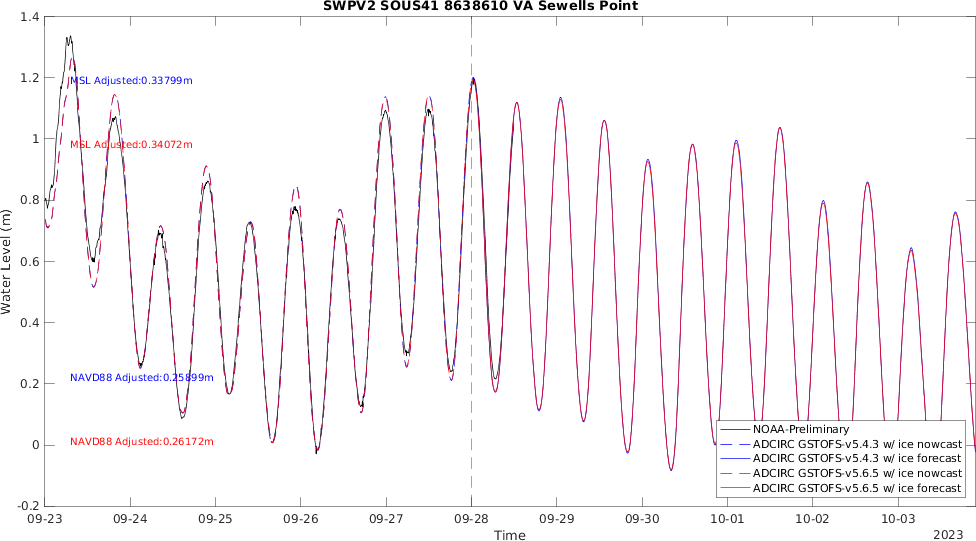 SWPV2 SOUS41 8638610 VA Sewells Point
1.4
1.2
1
0.8
0.6
0.4
0.2
0
-0.2
Water Level (m)
MSL Adjusted:0.33799m
MSL Adjusted:0.34072m
NAVD88 Adjusted:0.25899m
NAVD88 Adjusted:0.26172m
NOAA-Preliminary
ADCIRC GSTOFS-v5.4.3 w/ ice nowcast
ADCIRC GSTOFS-v5.4.3 w/ ice forecast
ADCIRC GSTOFS-v5.6.5 w/ ice nowcast
ADCIRC GSTOFS-v5.6.5 w/ ice forecast
09-23 09-24 09-25 09-26 09-27 09-28 09-29 09-30 10-01 10-02 10-03
Time
2023